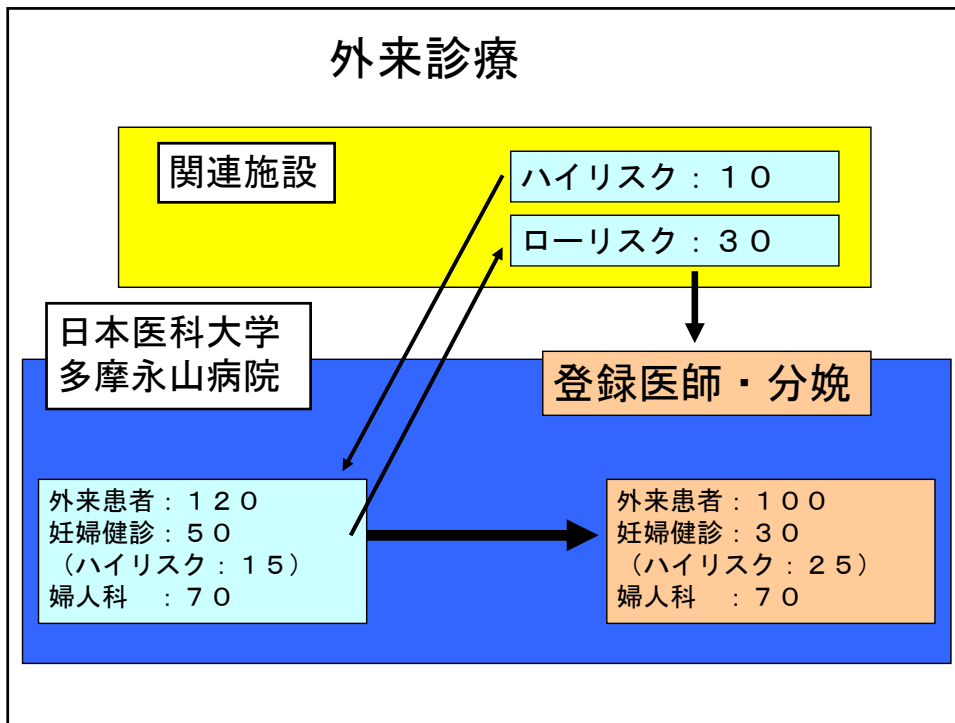 外来診療
関連施設
ハイリスク：１０
ローリスク：３０
日本医科大学
多摩永山病院
登録医師・分娩
外来患者：１２０
妊婦健診：５０
（ハイリスク：１５）
婦人科　：７０
外来患者：１００
妊婦健診：３０
（ハイリスク：２５）
婦人科　：７０